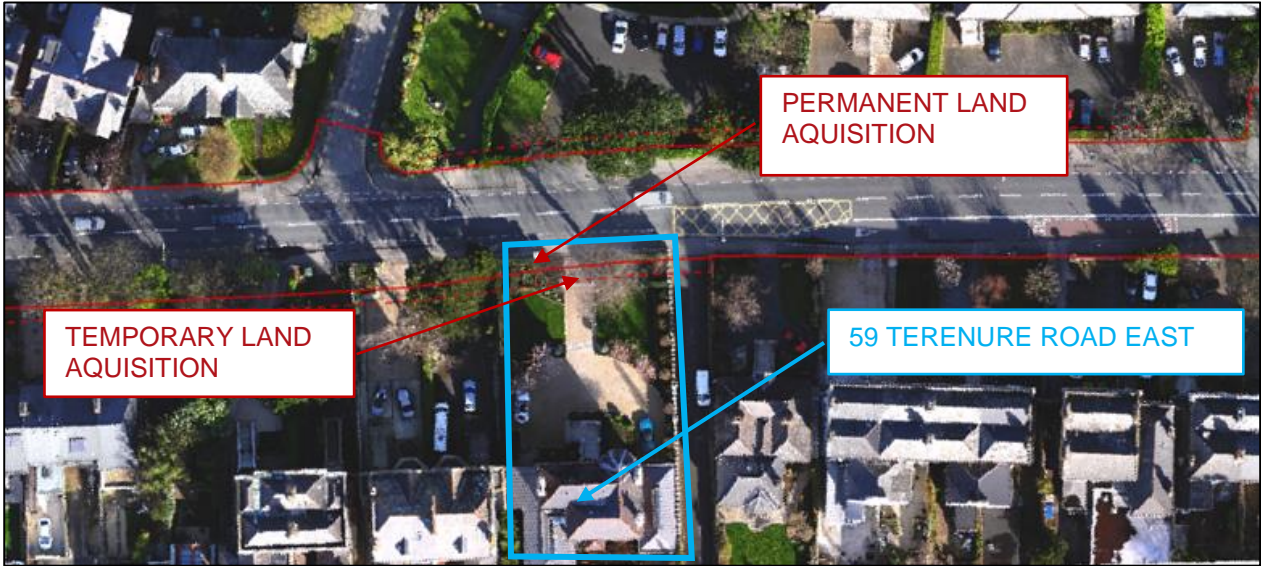 PERMANENT LAND
AQUISITION
TEMPORARY LAND
AQUISITION
59 TERENURE ROAD EAST